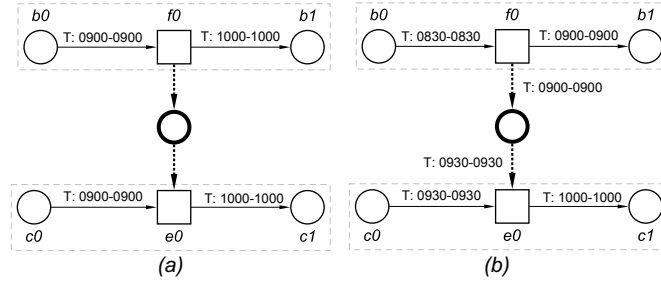 b0 f0 b1
T: 0900-0900 T: 1000-1000
c0 e0 c1
T: 0900-0900 T: 1000-1000
(a)
b0 f0 b1
T: 0830-0830 T: 0900-0900
T: 0900-0900
T: 0930-0930
T: 0930-0930 T: 1000-1000
c0 e0 c1
(b)